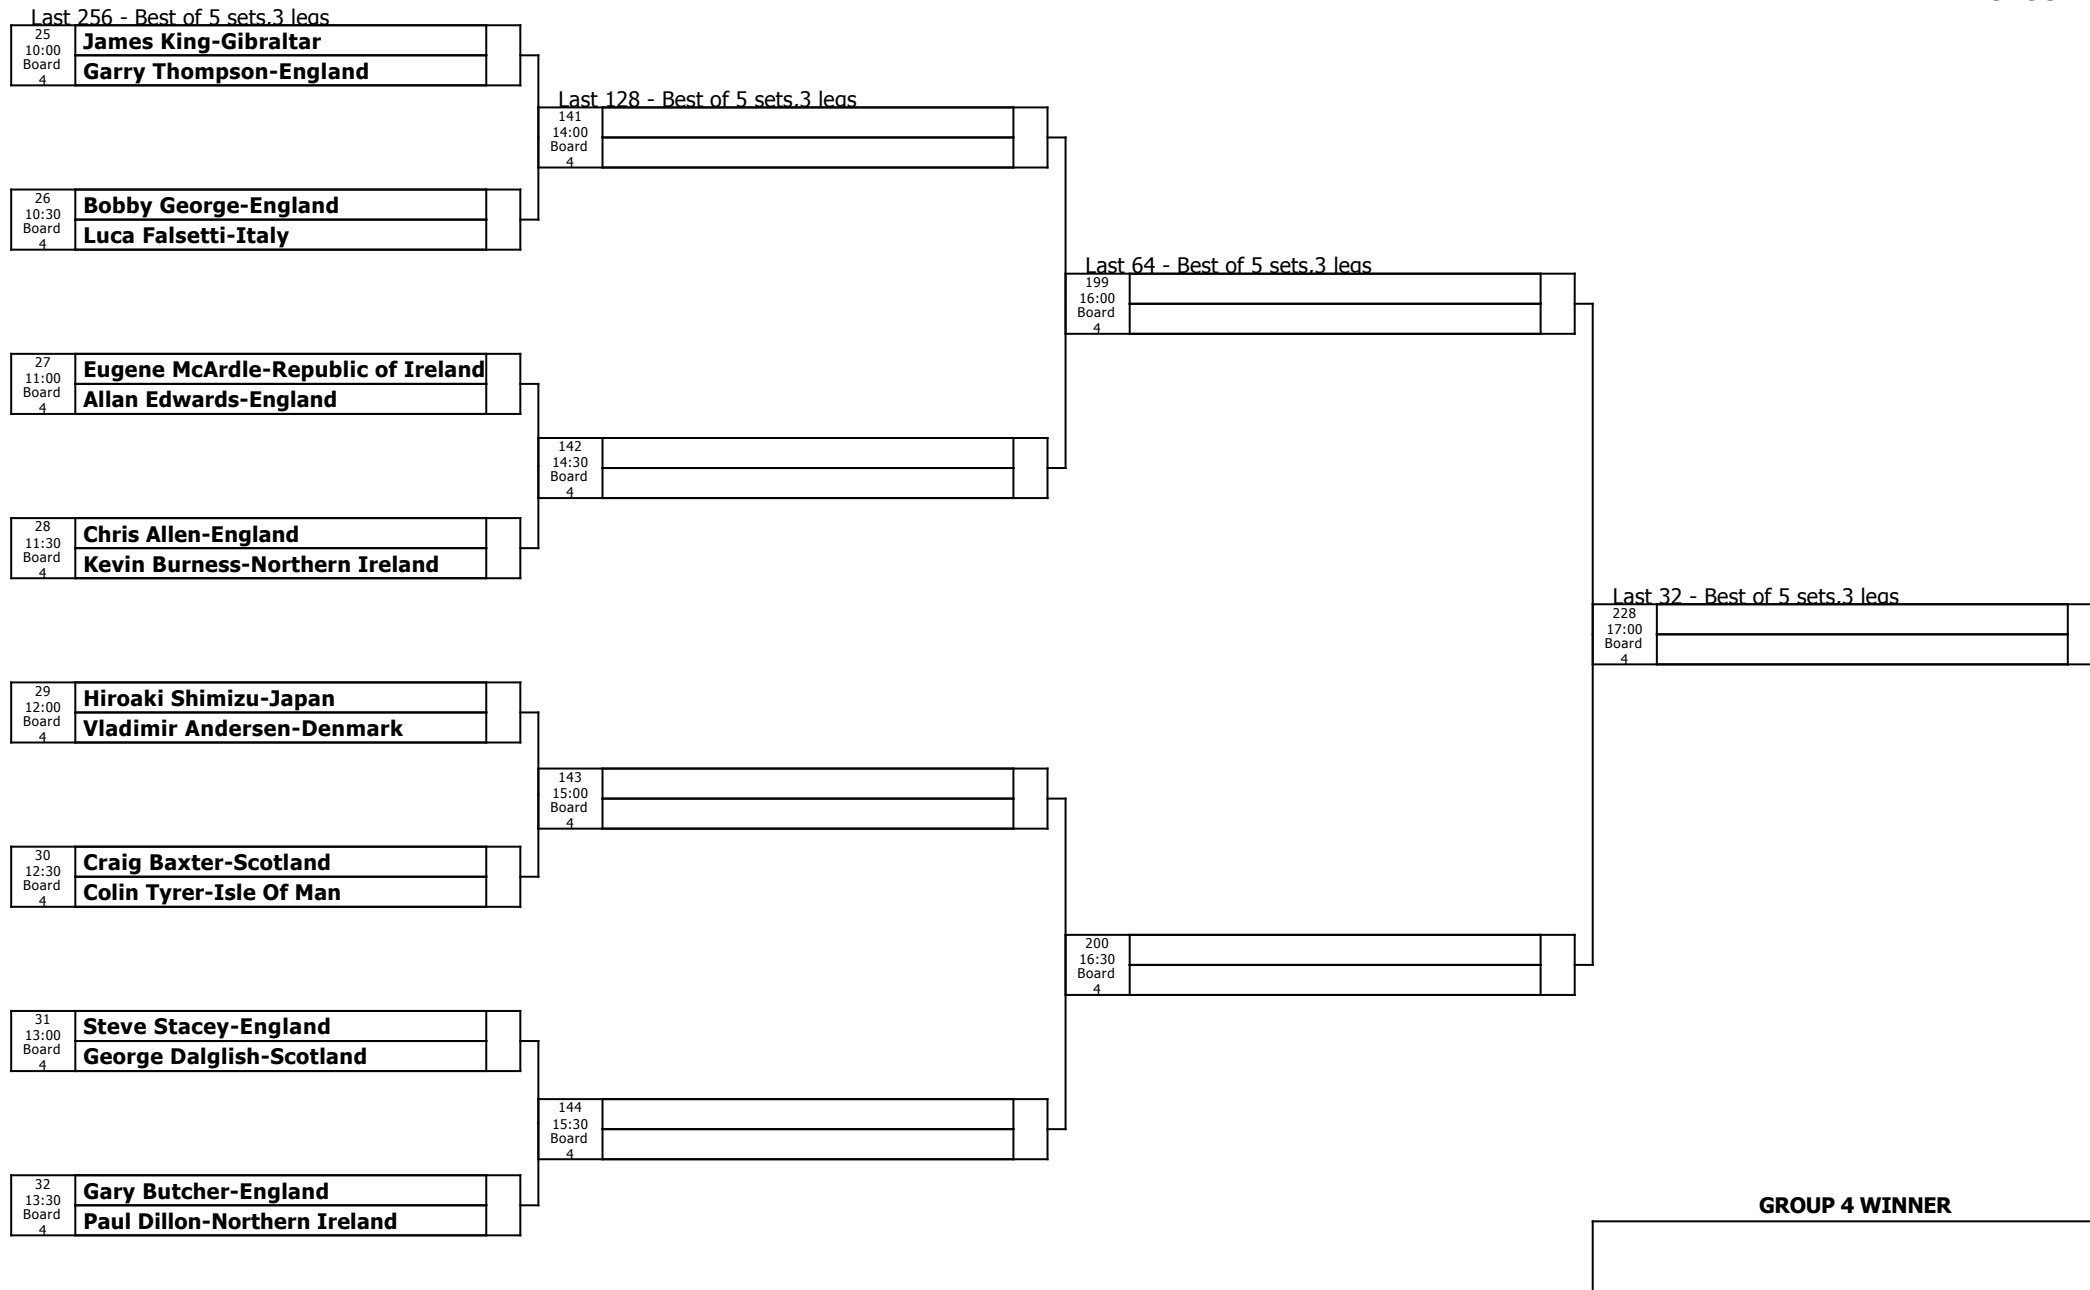 Last 256 - Best of 5 sets,3 legs
25
10:00
Board
4
James King-Gibraltar
Garry Thompson-England
Last 128 - Best of 5 sets,3 legs
141
14:00
Board
4
26
10:30
Board
4
Bobby George-England
Luca Falsetti-Italy
Last 64 - Best of 5 sets,3 legs
199
16:00
Board
4
27
11:00
Board
4
Eugene McArdle-Republic of Ireland
Allan Edwards-England
142
14:30
Board
4
28
11:30
Board
4
Chris Allen-England
Kevin Burness-Northern Ireland
Last 32 - Best of 5 sets,3 legs
228
17:00
Board
4
29
12:00
Board
4
Hiroaki Shimizu-Japan
Vladimir Andersen-Denmark
143
15:00
Board
4
30
12:30
Board
4
Craig Baxter-Scotland
Colin Tyrer-Isle Of Man
200
16:30
Board
4
31
13:00
Board
4
Steve Stacey-England
George Dalglish-Scotland
144
15:30
Board
4
32
13:30
Board
4
Gary Butcher-England
Paul Dillon-Northern Ireland
GROUP 4 WINNER